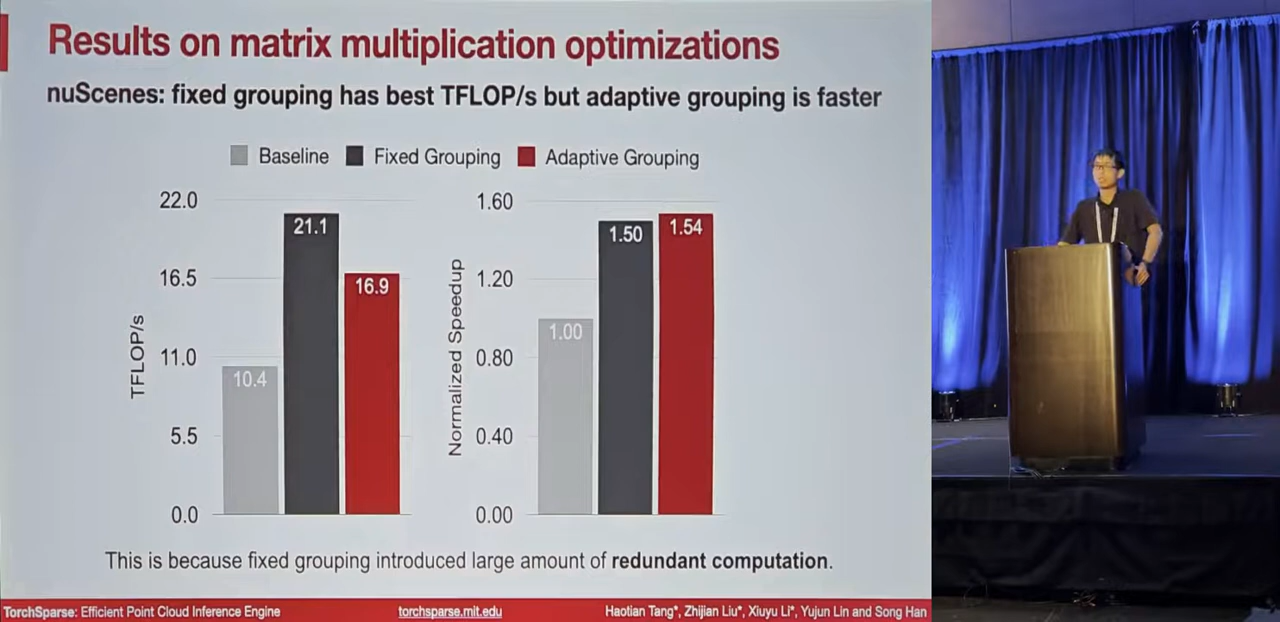 Results on matrix multiplication optimizations
nuScenes: fixed grouping has best TFLOP/s but adaptive grouping is faster
Baseline Fixed Grouping Adaptive Grouping
TFLOP/s
22.0
16.5
11.0
5.5
0.0
10.4
21.1
16.9
Normalized Speedup
1.60
1.20
0.80
0.40
0.00
1.00
1.50
1.54
This is because fixed grouping introduced large amount of redundant computation.
TorchSparse: Efficient Point Cloud Inference Engine torchsparse.mit.edu Haotian Tang*, Zhijian Liu*, Xiuyu Li*, Yujun Lin and Song Han